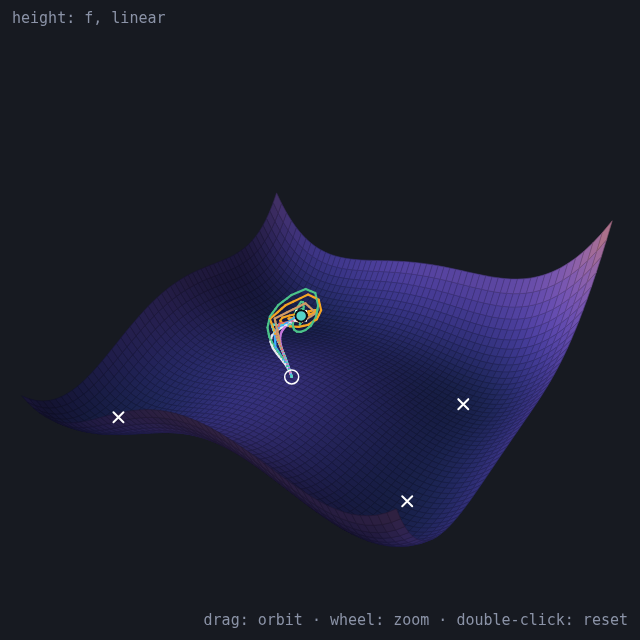 height: f, linear
drag: orbit · wheel: zoom · double-click: reset